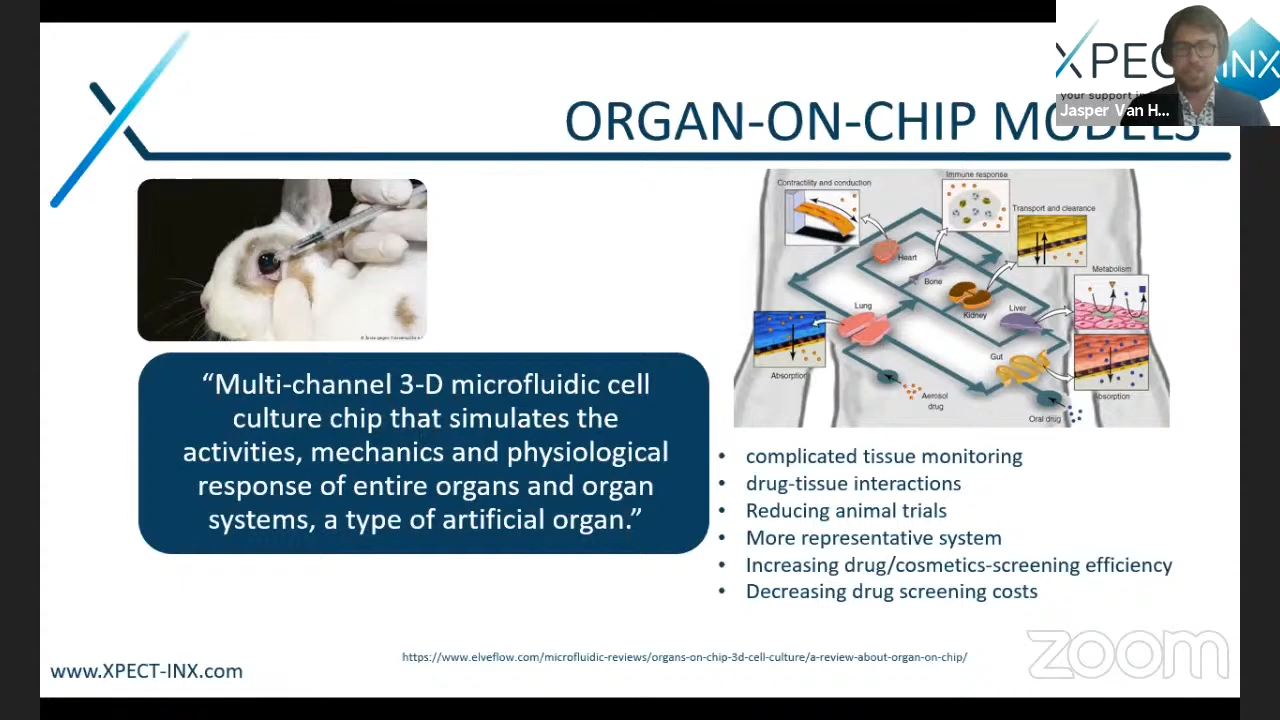 XPECT-INX
your support in
Jasper Van H...
ORGAN-ON-CHIP MODELS
Contractility and conduction
Immune response
Transport and clearance
Heart
Bone
Metabolism
Lung
Kidney
Liver
Gut
Absorption
Aerosol
drug
Absorption
Oral drug
“Multi-channel 3-D microfluidic cell
culture chip that simulates the
activities, mechanics and physiological
response of entire organs and organ
systems, a type of artificial organ.”
• complicated tissue monitoring
• drug-tissue interactions
• Reducing animal trials
• More representative system
• Increasing drug/cosmetics-screening efficiency
• Decreasing drug screening costs
https://www.elveflow.com/microfluidic-reviews/organs-on-chip-3d-cell-culture/a-review-about-organ-on-chip/
www.XPECT-INX.com
zoom